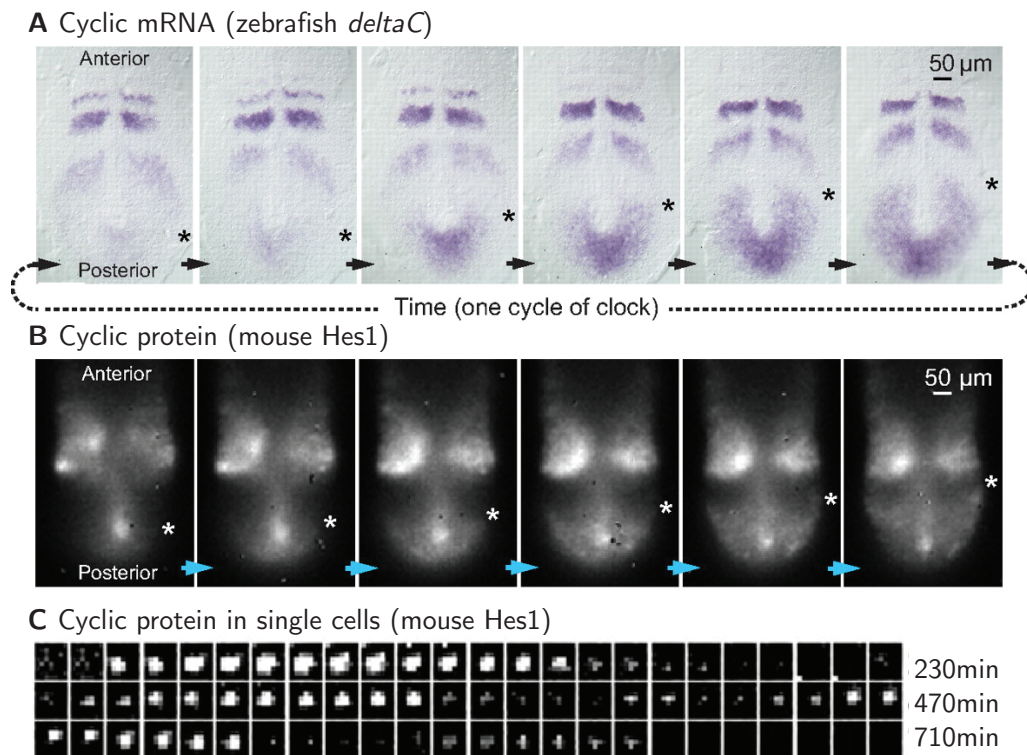 A Cyclic mRNA (zebrafish deltaC)
Anterior
50 μm
*
*
*
*
*
*
Posterior
Time (one cycle of clock)
B Cyclic protein (mouse Hes1)
Anterior
50 μm
*
*
*
*
*
*
Posterior
C Cyclic protein in single cells (mouse Hes1)
230min
470min
710min